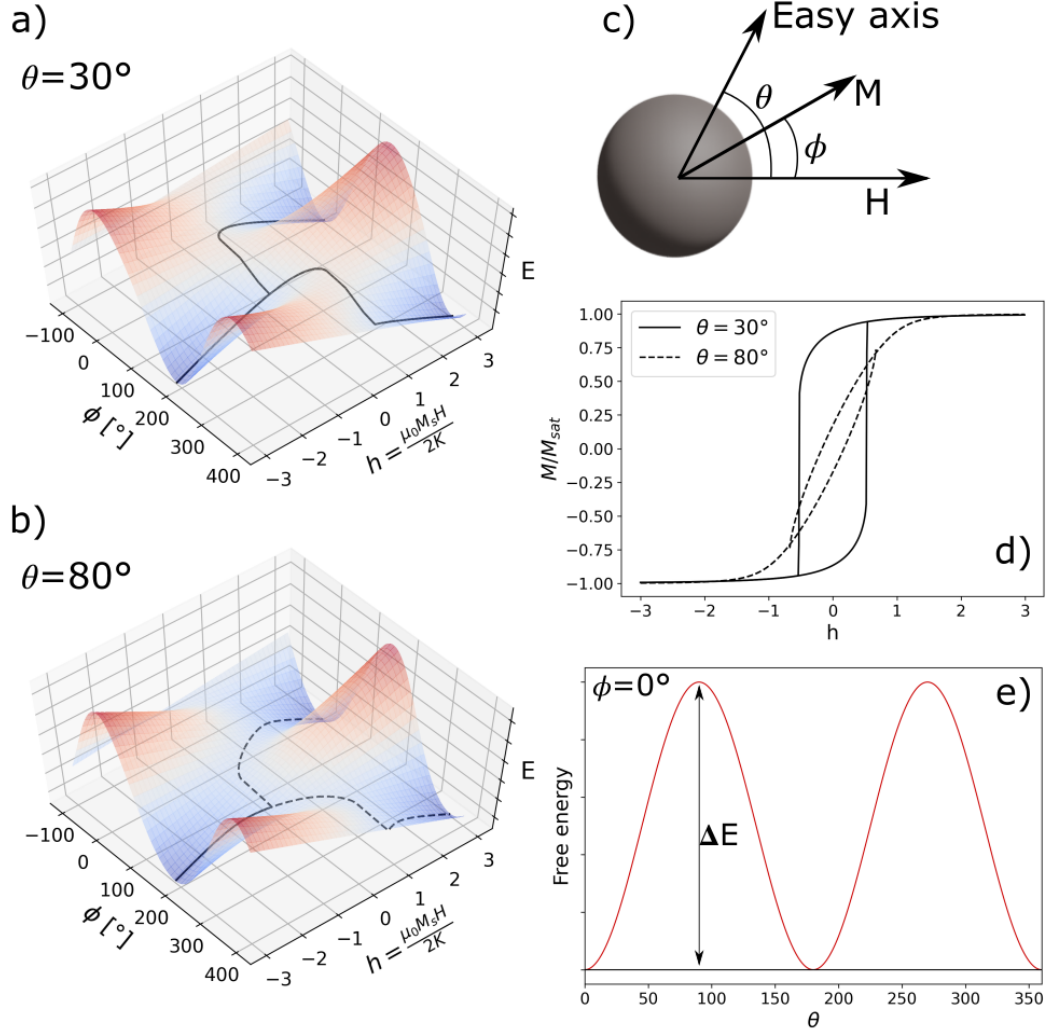 a)
θ=30°
E
−100
0
100
200
300
400
ϕ [°]
−3
−2
−1
0
1
2
3
h = μ₀MₛH / 2K
b)
θ=80°
E
−100
0
100
200
300
400
ϕ [°]
−3
−2
−1
0
1
2
3
h = μ₀MₛH / 2K
c)
Easy axis
θ
M
ϕ
H
θ = 30°
θ = 80°
1.00
0.75
0.50
0.25
0.00
−0.25
−0.50
−0.75
−1.00
M/Msat
d)
−3
−2
−1
0
1
2
3
h
ϕ=0°
e)
ΔE
Free energy
0
50
100
150
200
250
300
350
θ